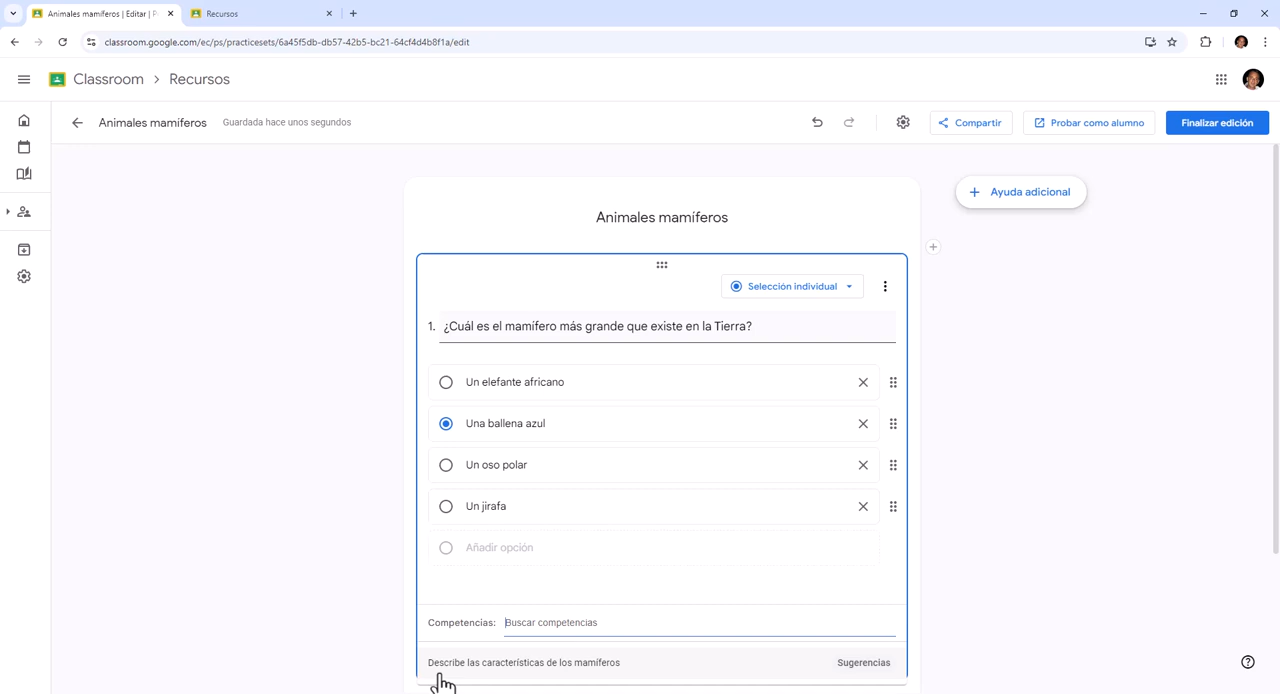 Animales mamíferos | Editar | P
Recursos
classroom.google.com/ec/ps/practicesets/6a45f5db-db57-42b5-bc21-64cf4d4b8f1a/edit
Classroom > Recursos
Animales mamíferos
Guardada hace unos segundos
Compartir
Probar como alumno
Finalizar edición
Ayuda adicional
Animales mamíferos
Selección individual
1. ¿Cuál es el mamífero más grande que existe en la Tierra?
Un elefante africano
Una ballena azul
Un oso polar
Un jirafa
Añadir opción
Competencias: Buscar competencias
Describe las características de los mamíferos Sugerencias